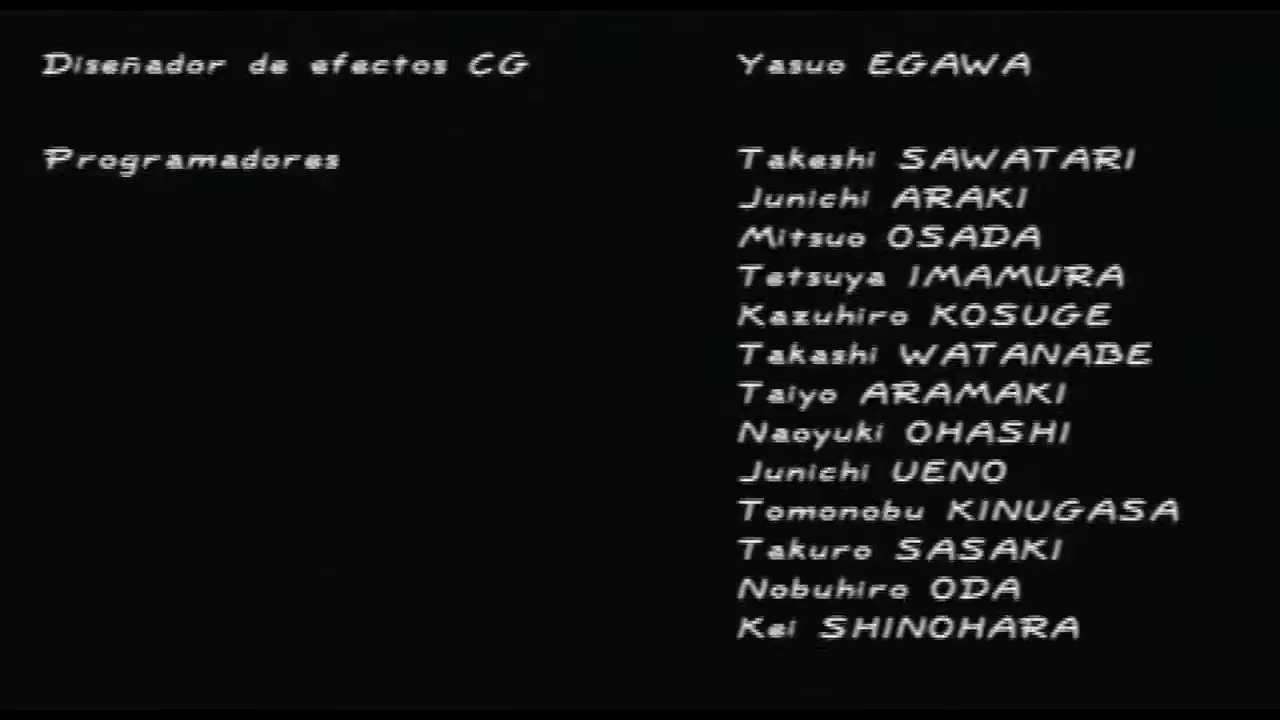 Diseñador de efectos CG Yasuo EGAWA
Programadores Takeshi SAWATARI
Junichi ARAKI
Mitsuo OSADA
Tetsuya IMAMURA
Kazuhiro KOSUGE
Takashi WATANABE
Taiyo ARAMAKI
Naoyuki OHASHI
Junichi UENO
Tomonobu KINUGASA
Takuro SASAKI
Nobuhiro ODA
Kei SHINOHARA